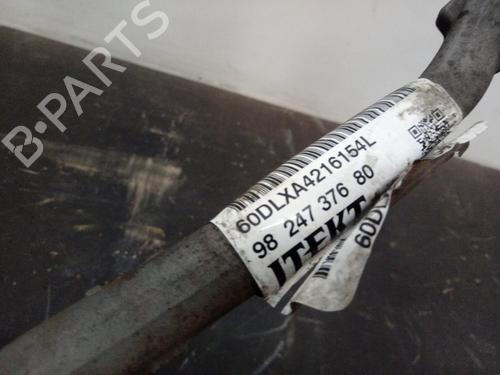 B-PARTS
60DLXA4216154L
98 247 376 80
JTEKT
60D